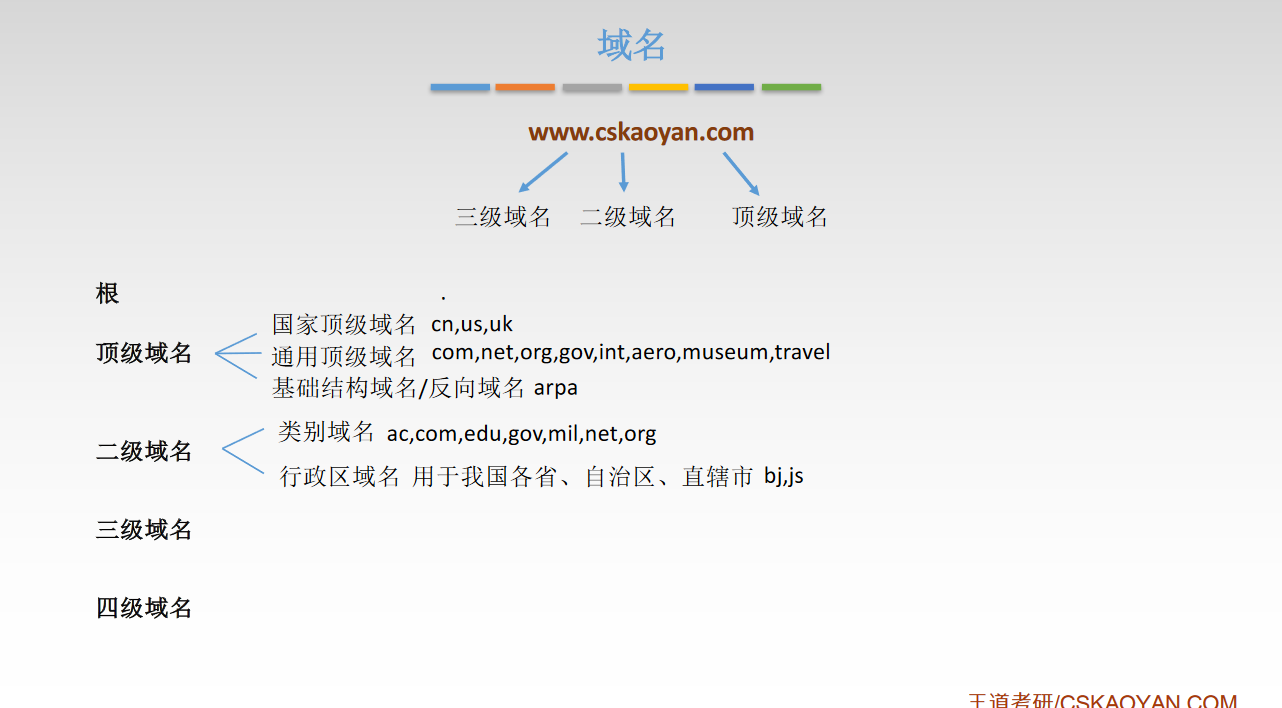 域名
www.cskaoyan.com
三级域名 二级域名 顶级域名
根 .
国家顶级域名 cn,us,uk
顶级域名
通用顶级域名 com,net,org,gov,int,aero,museum,travel
基础结构域名/反向域名 arpa
类别域名 ac,com,edu,gov,mil,net,org
二级域名
行政区域名 用于我国各省、自治区、直辖市 bj,js
三级域名
四级域名
王道考研/CSKAOYAN.COM